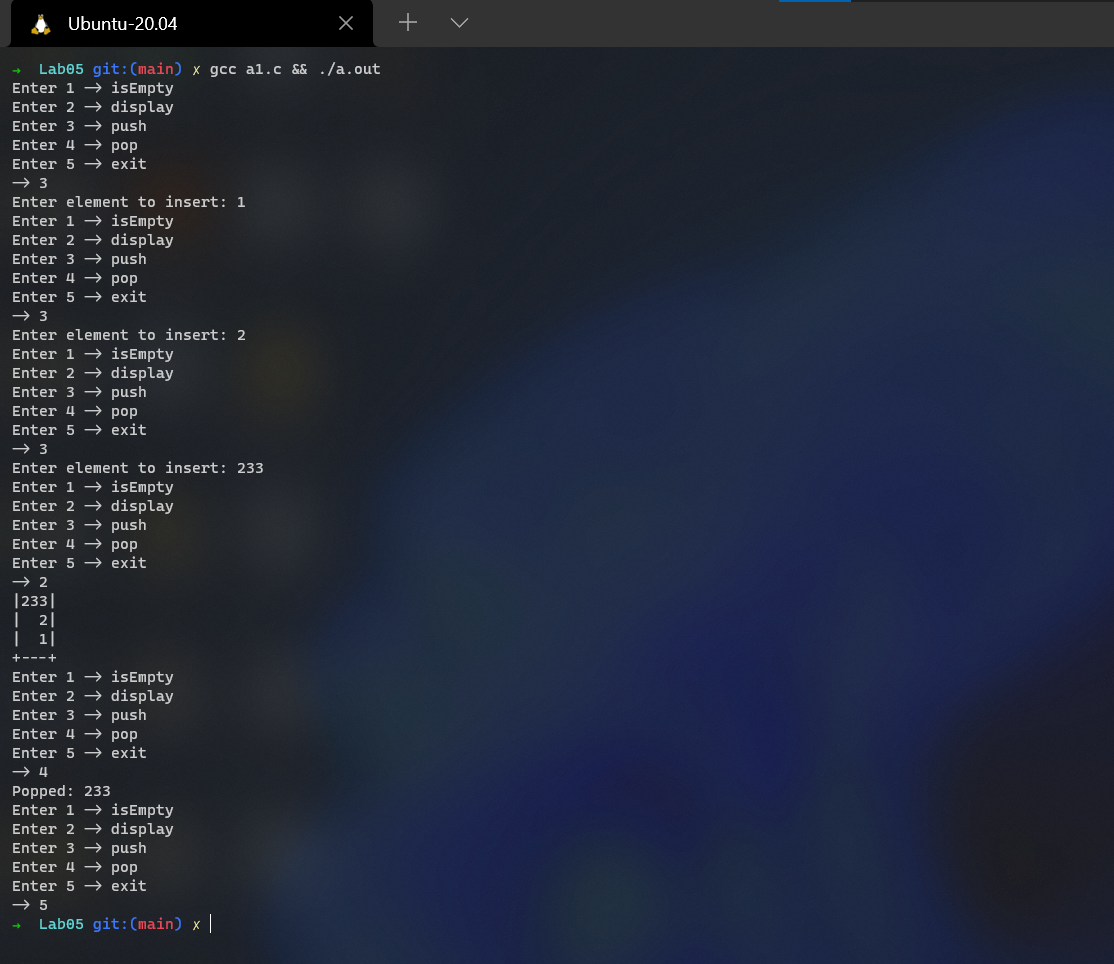 Ubuntu-20.04
→ Lab05 git:(main) x gcc a1.c && ./a.out
Enter 1 -> isEmpty
Enter 2 -> display
Enter 3 -> push
Enter 4 -> pop
Enter 5 -> exit
-> 3
Enter element to insert: 1
Enter 1 -> isEmpty
Enter 2 -> display
Enter 3 -> push
Enter 4 -> pop
Enter 5 -> exit
-> 3
Enter element to insert: 2
Enter 1 -> isEmpty
Enter 2 -> display
Enter 3 -> push
Enter 4 -> pop
Enter 5 -> exit
-> 3
Enter element to insert: 233
Enter 1 -> isEmpty
Enter 2 -> display
Enter 3 -> push
Enter 4 -> pop
Enter 5 -> exit
-> 2
|233|
|  2|
|  1|
+---+
Enter 1 -> isEmpty
Enter 2 -> display
Enter 3 -> push
Enter 4 -> pop
Enter 5 -> exit
-> 4
Popped: 233
Enter 1 -> isEmpty
Enter 2 -> display
Enter 3 -> push
Enter 4 -> pop
Enter 5 -> exit
-> 5
→ Lab05 git:(main) x